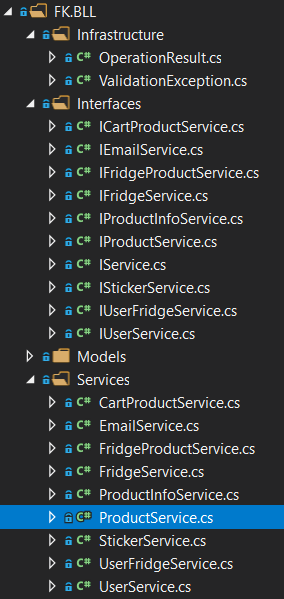 FK.BLL
Infrastructure
C# OperationResult.cs
C# ValidationException.cs
Interfaces
C# ICartProductService.cs
C# IEmailService.cs
C# IFridgeProductService.cs
C# IFridgeService.cs
C# IProductInfoService.cs
C# IProductService.cs
C# IService.cs
C# IStickerService.cs
C# IUserFridgeService.cs
C# IUserService.cs
Models
Services
C# CartProductService.cs
C# EmailService.cs
C# FridgeProductService.cs
C# FridgeService.cs
C# ProductInfoService.cs
C# ProductService.cs
C# StickerService.cs
C# UserFridgeService.cs
C# UserService.cs